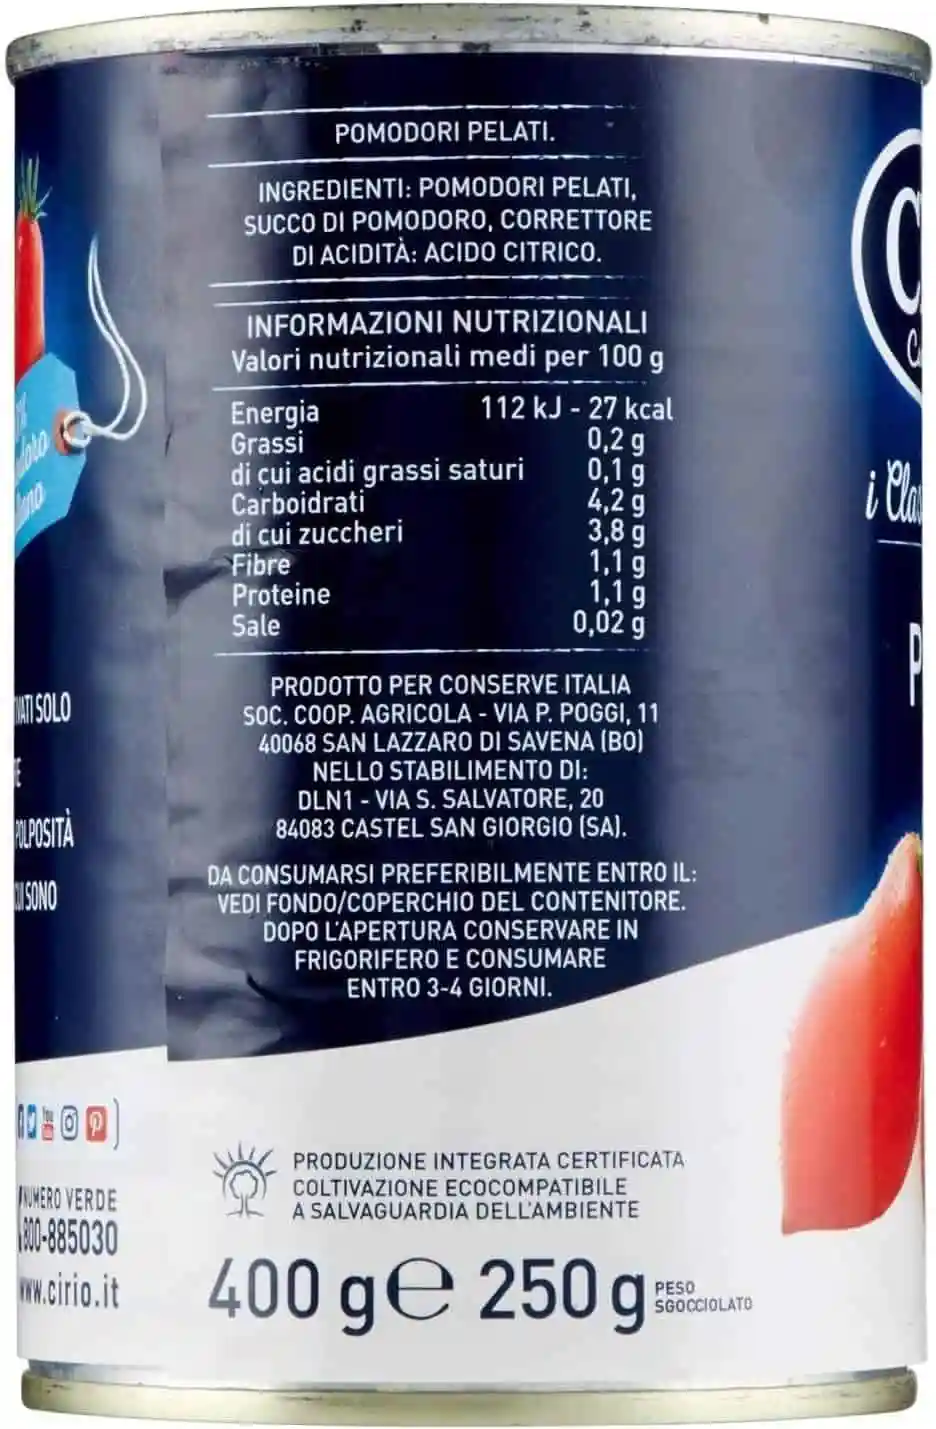 POMODORI PELATI.
INGREDIENTI: POMODORI PELATI,
SUCCO DI POMODORO, CORRETTORE
DI ACIDITÀ: ACIDO CITRICO.
INFORMAZIONI NUTRIZIONALI
Valori nutrizionali medi per 100 g
Energia 112 kJ - 27 kcal
Grassi 0,2 g
di cui acidi grassi saturi 0,1 g
Carboidrati 4,2 g
di cui zuccheri 3,8 g
Fibre 1,1 g
Proteine 1,1 g
Sale 0,02 g
PRODOTTO PER CONSERVE ITALIA
SOC. COOP. AGRICOLA - VIA P. POGGI, 11
40068 SAN LAZZARO DI SAVENA (BO)
NELLO STABILIMENTO DI:
DLN1 - VIA S. SALVATORE, 20
84083 CASTEL SAN GIORGIO (SA).
DA CONSUMARSI PREFERIBILMENTE ENTRO IL:
VEDI FONDO/COPERCHIO DEL CONTENITORE.
DOPO L'APERTURA CONSERVARE IN
FRIGORIFERO E CONSUMARE
ENTRO 3-4 GIORNI.
PRODUZIONE INTEGRATA CERTIFICATA
COLTIVAZIONE ECOCOMPATIBILE
A SALVAGUARDIA DELL'AMBIENTE
400 g e 250 g PESO
SGOCCIOLATO
SOLO
POLPOSITÀ
SONO
You
NUMERO VERDE
800-885030
www.cirio.it
i